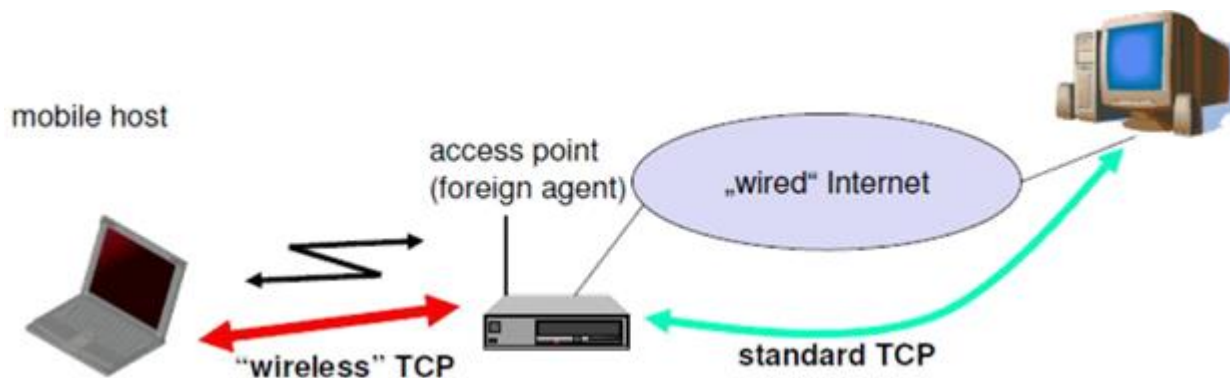 mobile host
access point
(foreign agent)
„wired“ Internet
“wireless” TCP
standard TCP